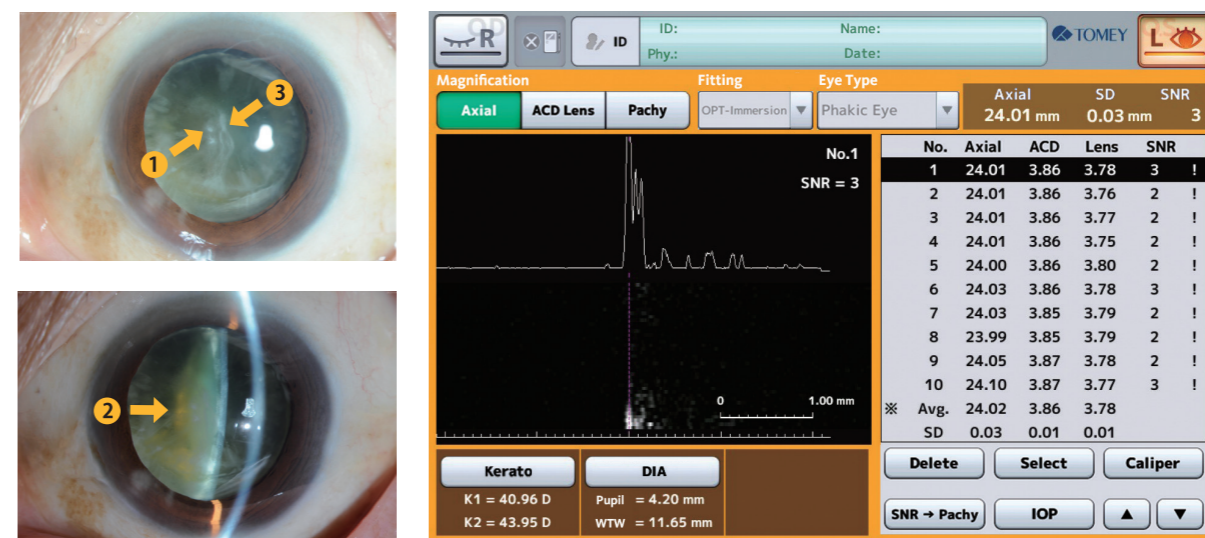 1
3
2
OD
R
ID
ID:
Name:
Phy.:
Date:
TOMEY
OS
L
Magnification
Fitting
Eye Type
Axial
ACD Lens
Pachy
OPT-Immersion
Phakic Eye
Axial SD SNR
24.01 mm 0.03 mm 3
No.1
SNR = 3
0 1.00 mm
No. Axial ACD Lens SNR
1 24.01 3.86 3.78 3 !
2 24.01 3.86 3.76 2 !
3 24.01 3.86 3.77 2 !
4 24.01 3.86 3.75 2 !
5 24.00 3.86 3.80 2 !
6 24.03 3.86 3.78 3 !
7 24.03 3.85 3.79 2 !
8 23.99 3.85 3.79 2 !
9 24.05 3.87 3.78 2 !
10 24.10 3.87 3.77 3 !
※ Avg. 24.02 3.86 3.78
SD 0.03 0.01 0.01
Kerato
K1 = 40.96 D
K2 = 43.95 D
DIA
Pupil = 4.20 mm
WTW = 11.65 mm
Delete
Select
Caliper
SNR → Pachy
IOP
▲
▼